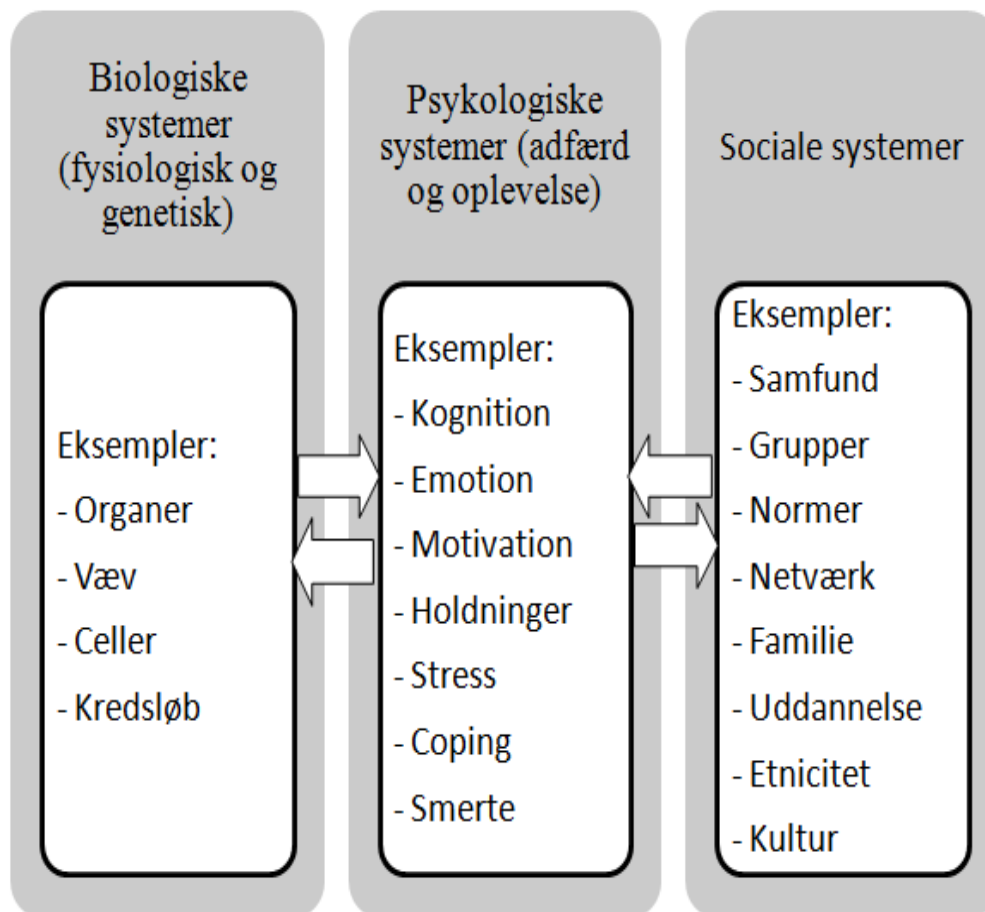 Biologiske
systemer
(fysiologisk og
genetisk)
Eksempler:
- Organer
- Væv
- Celler
- Kredsløb
Psykologiske
systemer (adfærd
og oplevelse)
Eksempler:
- Kognition
- Emotion
- Motivation
- Holdninger
- Stress
- Coping
- Smerte
Sociale systemer
Eksempler:
- Samfund
- Grupper
- Normer
- Netværk
- Familie
- Uddannelse
- Etnicitet
- Kultur